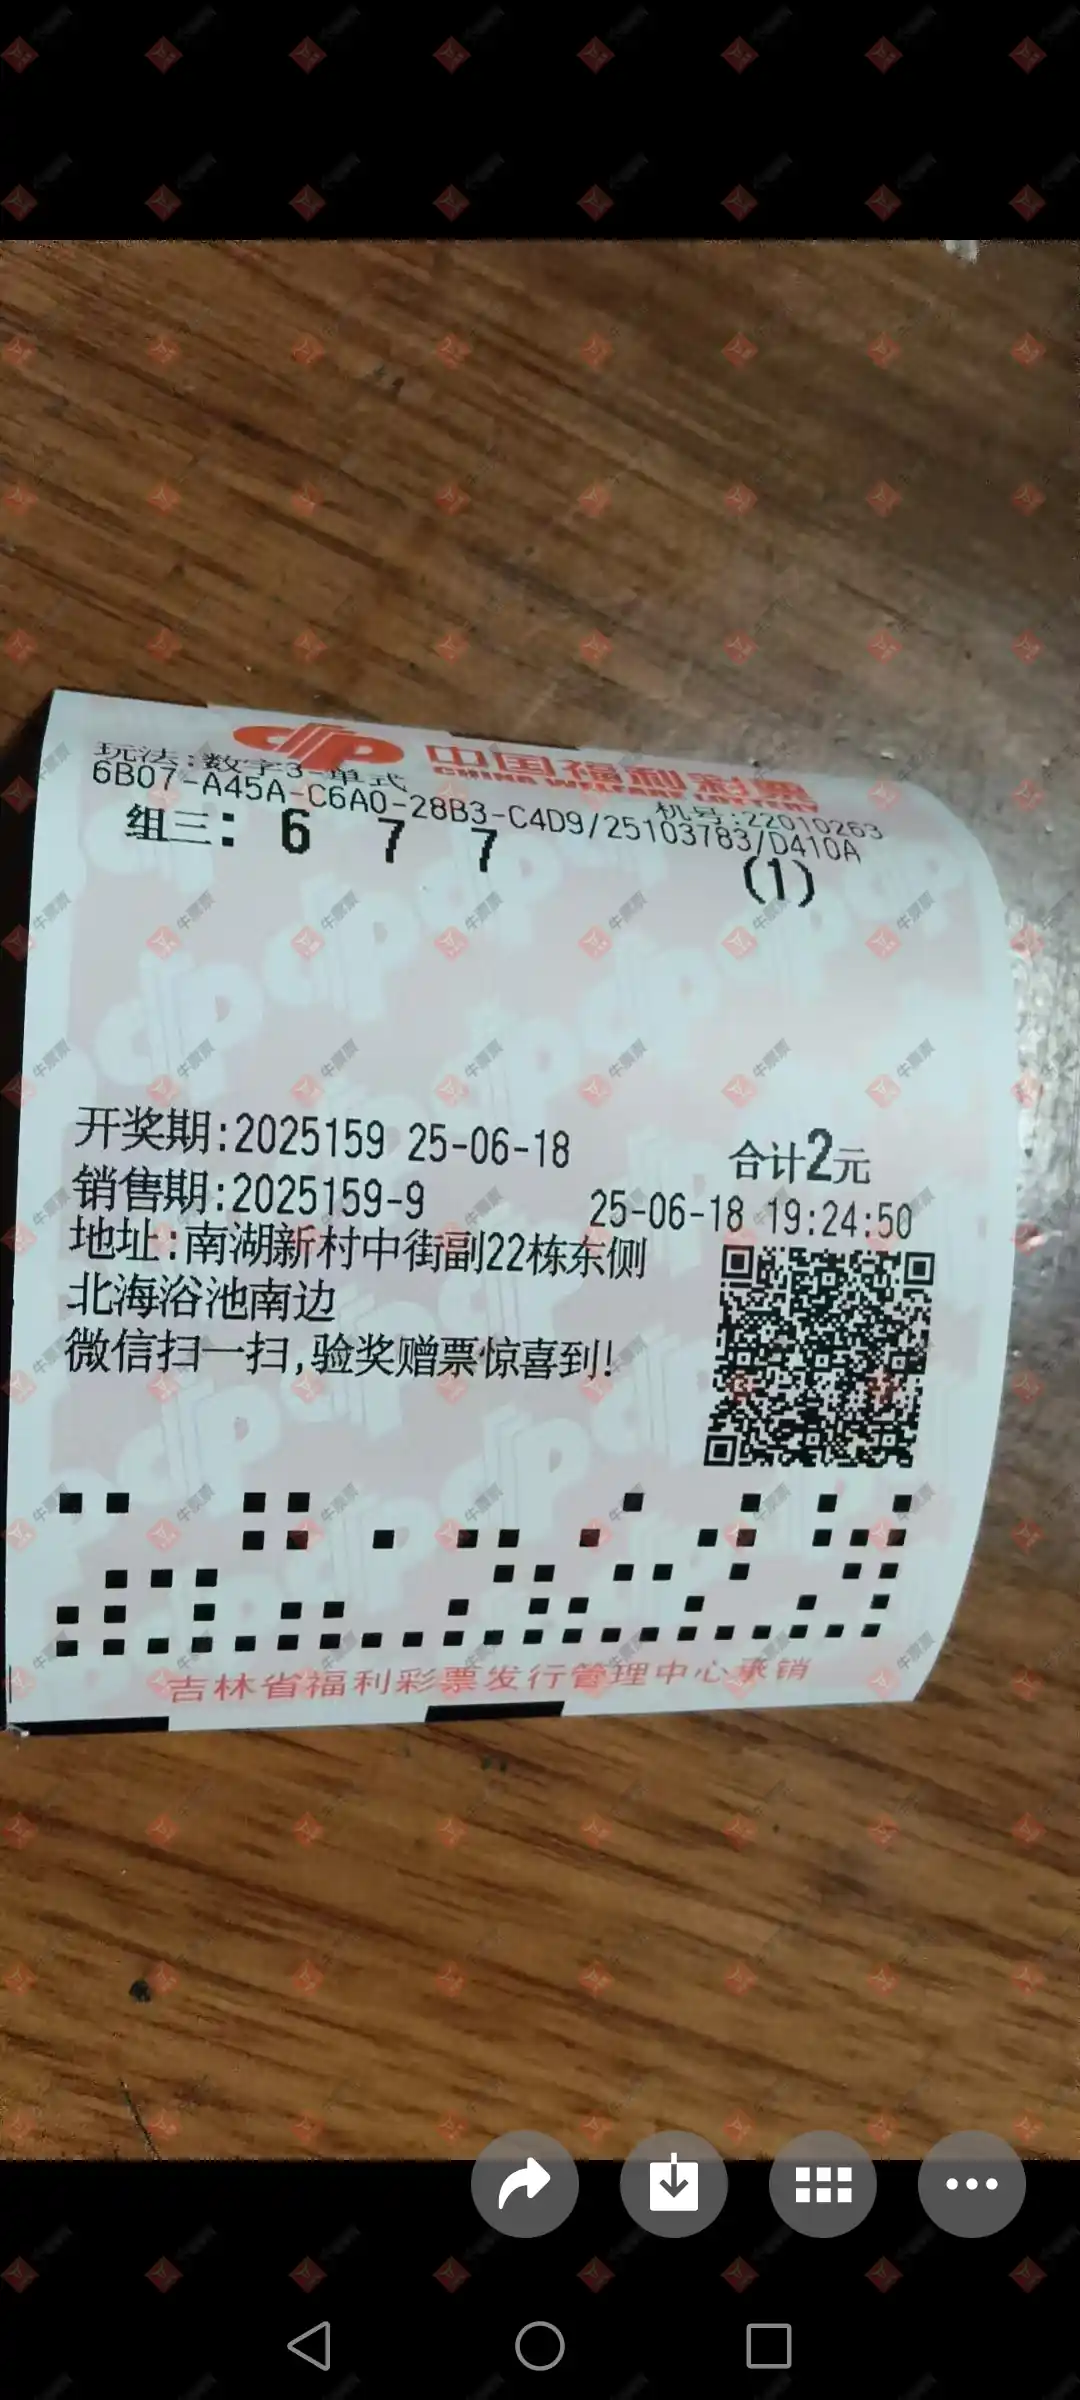 中国福利彩票
CHINA WELFARE LOTTERY
玩法:数字3-单式
机号:22010263
6B07-A45A-C6A0-28B3-C4D9/25103783/D410A
组三: 6 7 7 (1)
开奖期:2025159 25-06-18
合计2元
销售期:2025159-9 25-06-18 19:24:50
地址:南湖新村中街副22栋东侧
北海浴池南边
微信扫一扫,验奖赠票惊喜到!
吉林省福利彩票发行管理中心承销
牛票票